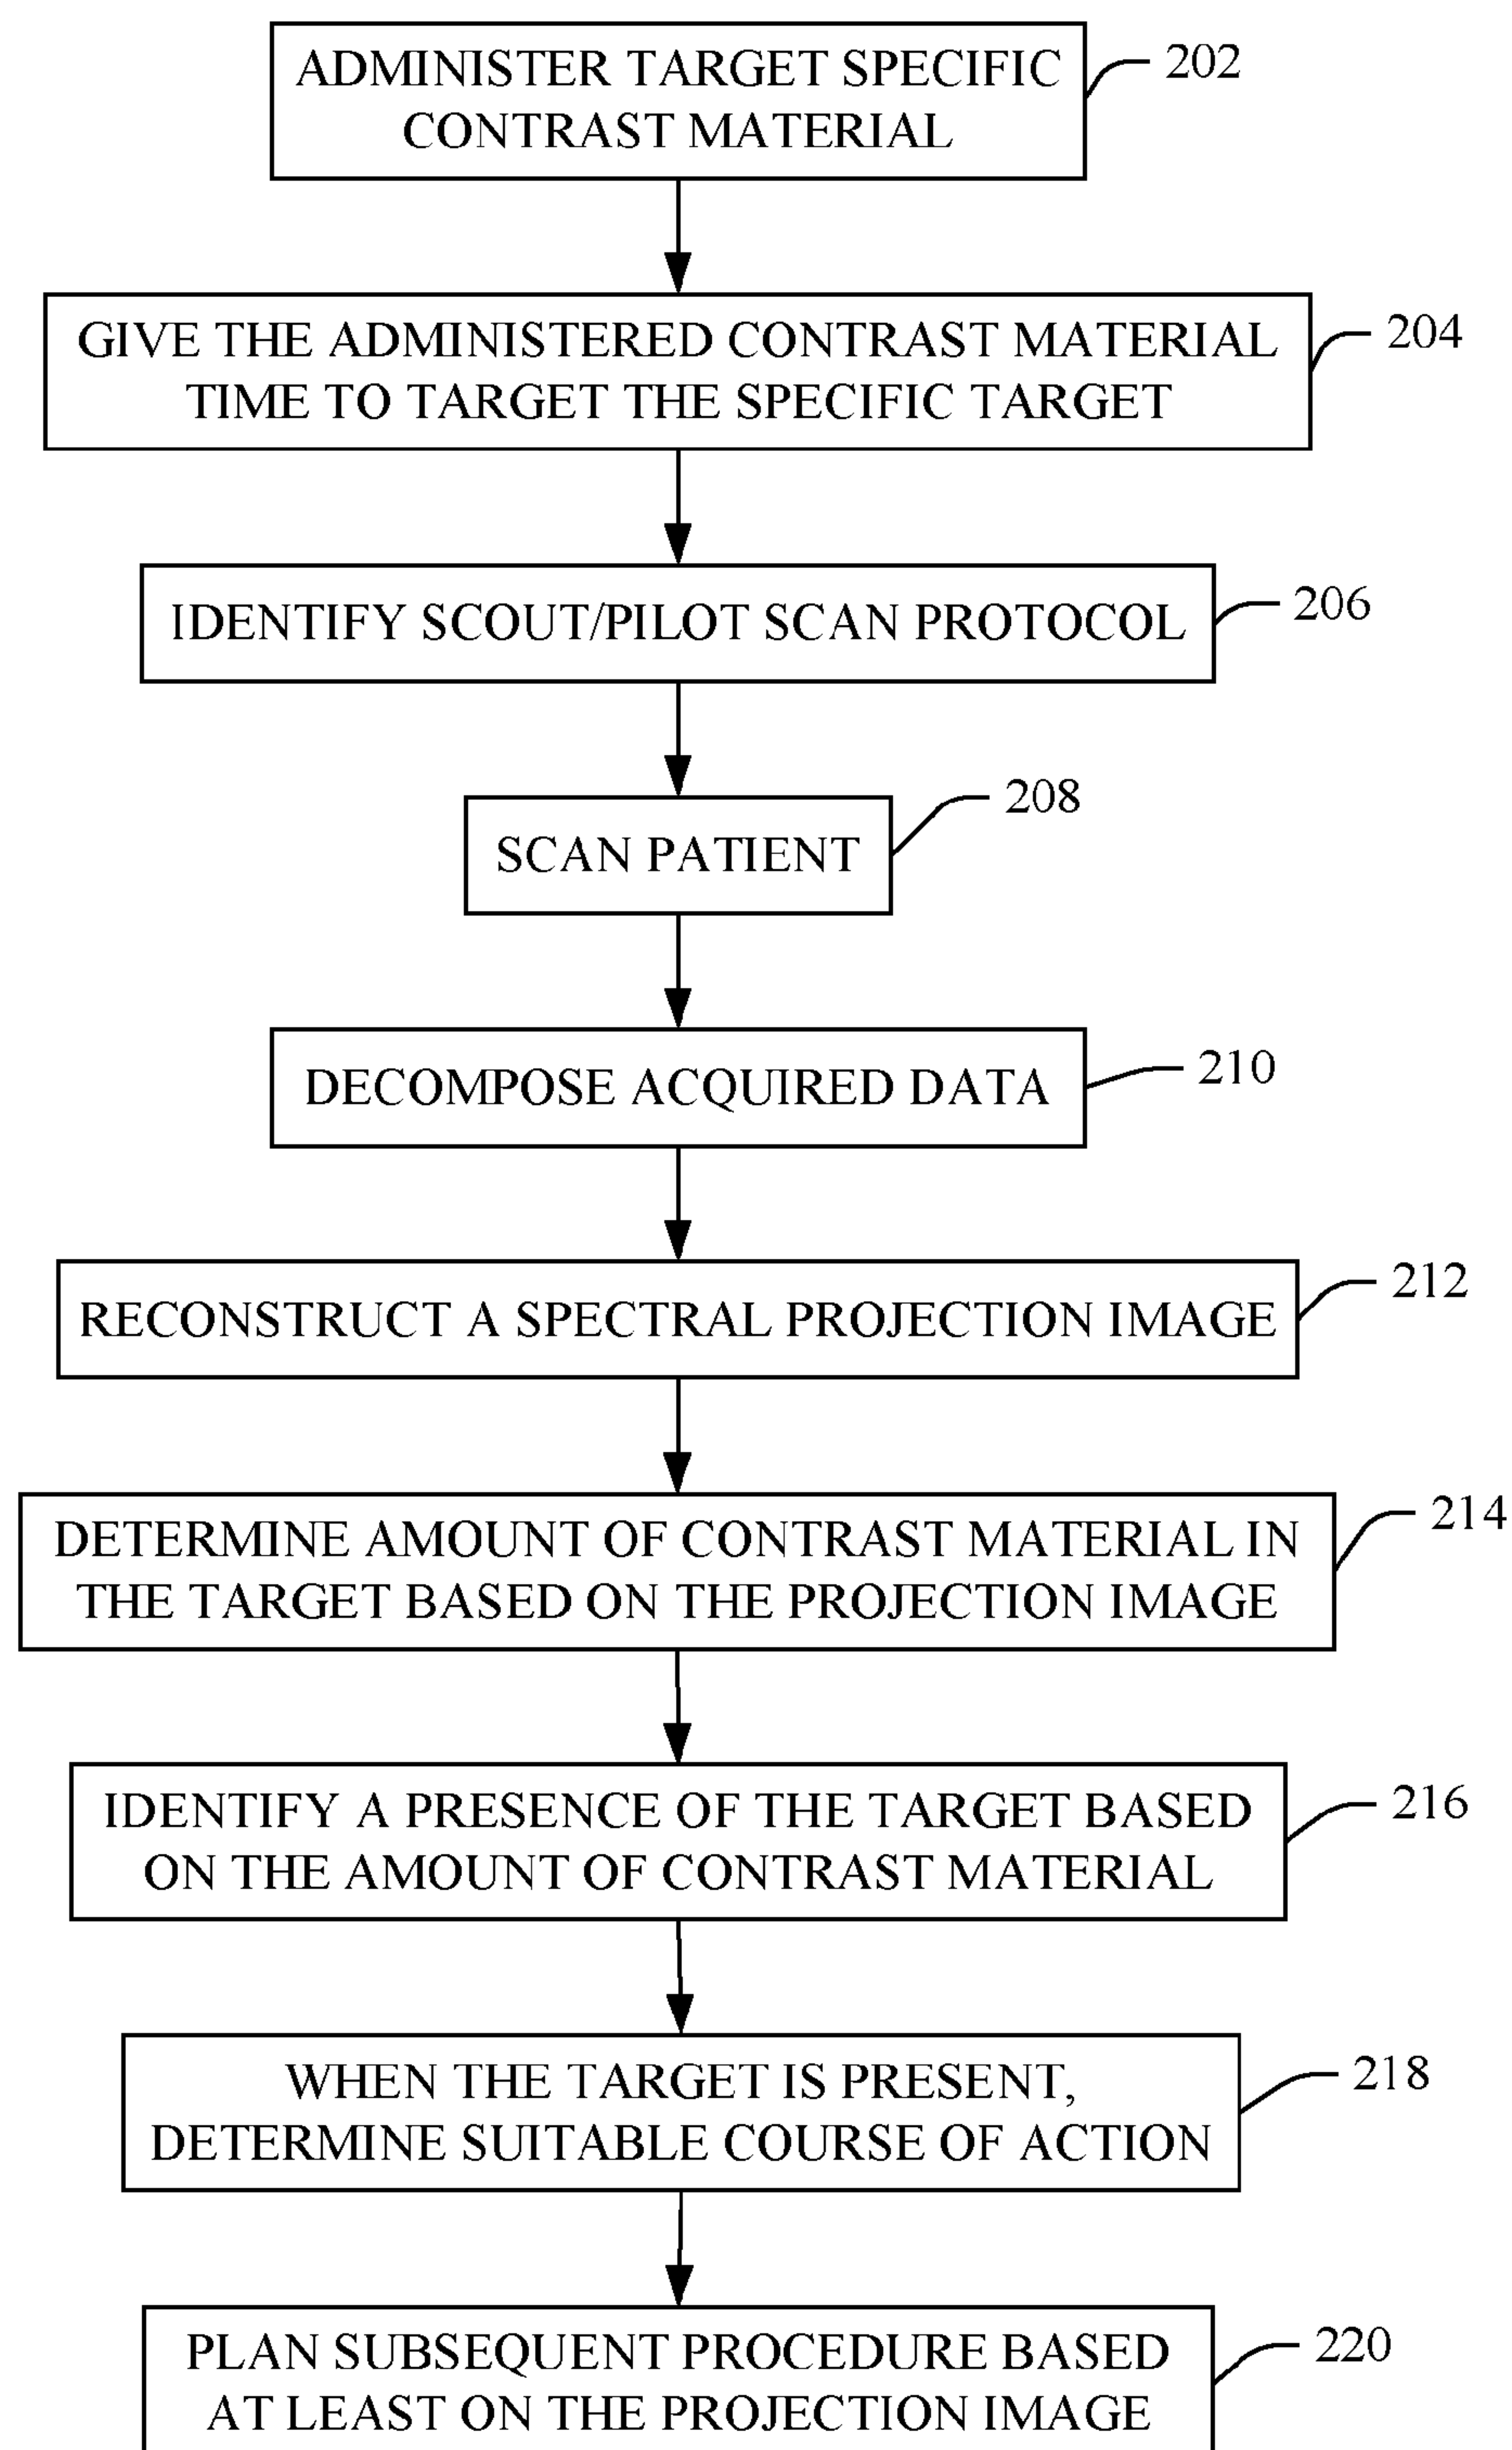 ADMINISTER TARGET SPECIFIC
CONTRAST MATERIAL
202
GIVE THE ADMINISTERED CONTRAST MATERIAL
TIME TO TARGET THE SPECIFIC TARGET
204
IDENTIFY SCOUT/PILOT SCAN PROTOCOL
206
SCAN PATIENT
208
DECOMPOSE ACQUIRED DATA
210
RECONSTRUCT A SPECTRAL PROJECTION IMAGE
212
DETERMINE AMOUNT OF CONTRAST MATERIAL IN
THE TARGET BASED ON THE PROJECTION IMAGE
214
IDENTIFY A PRESENCE OF THE TARGET BASED
ON THE AMOUNT OF CONTRAST MATERIAL
216
WHEN THE TARGET IS PRESENT,
DETERMINE SUITABLE COURSE OF ACTION
218
PLAN SUBSEQUENT PROCEDURE BASED
AT LEAST ON THE PROJECTION IMAGE
220